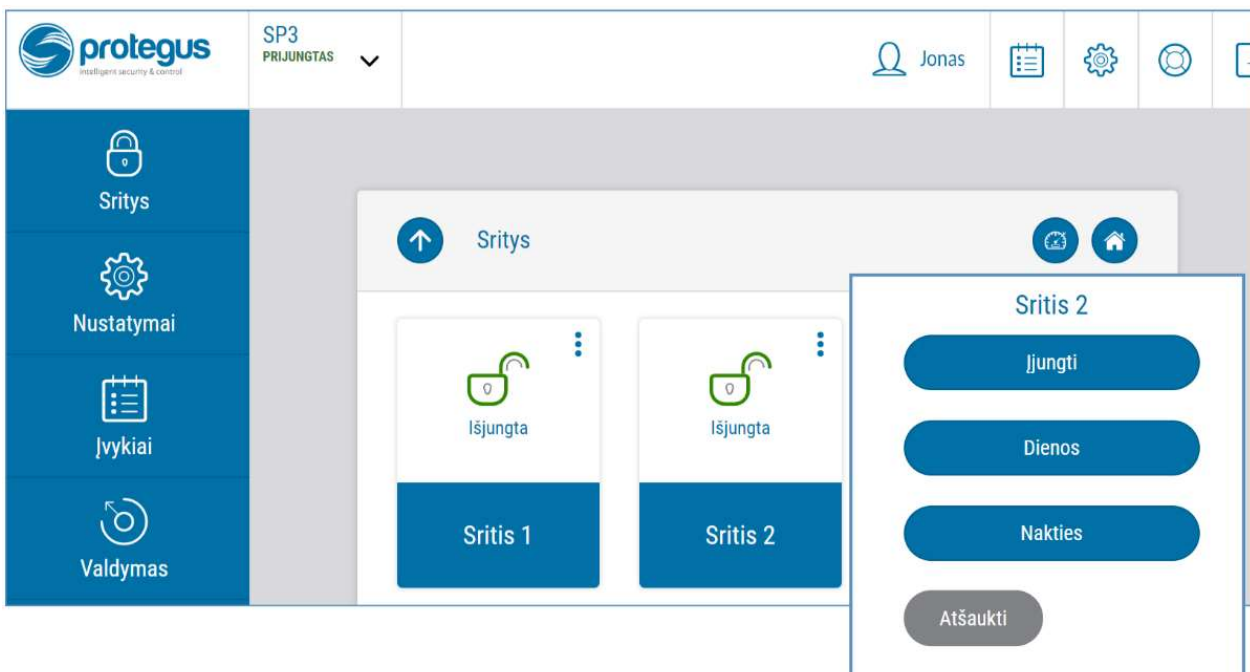 protegus
intelligent security & control
SP3
PRIJUNGTAS
Jonas
Sritys
Nustatymai
Įvykiai
Valdymas
Sritys
Išjungta
Sritis 1
Išjungta
Sritis 2
Sritis 2
Įjungti
Dienos
Nakties
Atšaukti